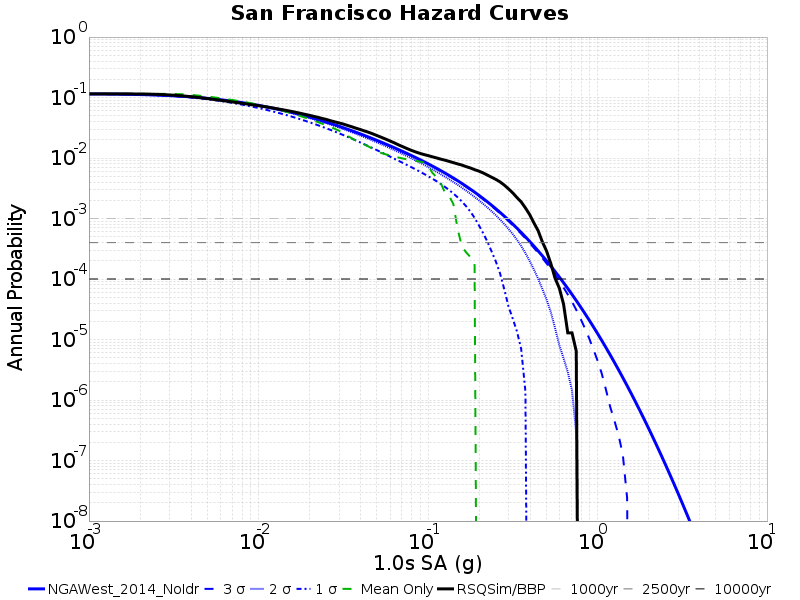 San Francisco Hazard Curves
Annual Probability
10^0
10^-1
10^-2
10^-3
10^-4
10^-5
10^-6
10^-7
10^-8
10^-3 10^-2 10^-1 10^0 10^1
1.0s SA (g)
NGAWest_2014_NoIdr 3 σ 2 σ 1 σ Mean Only RSQSim/BBP 1000yr 2500yr 10000yr